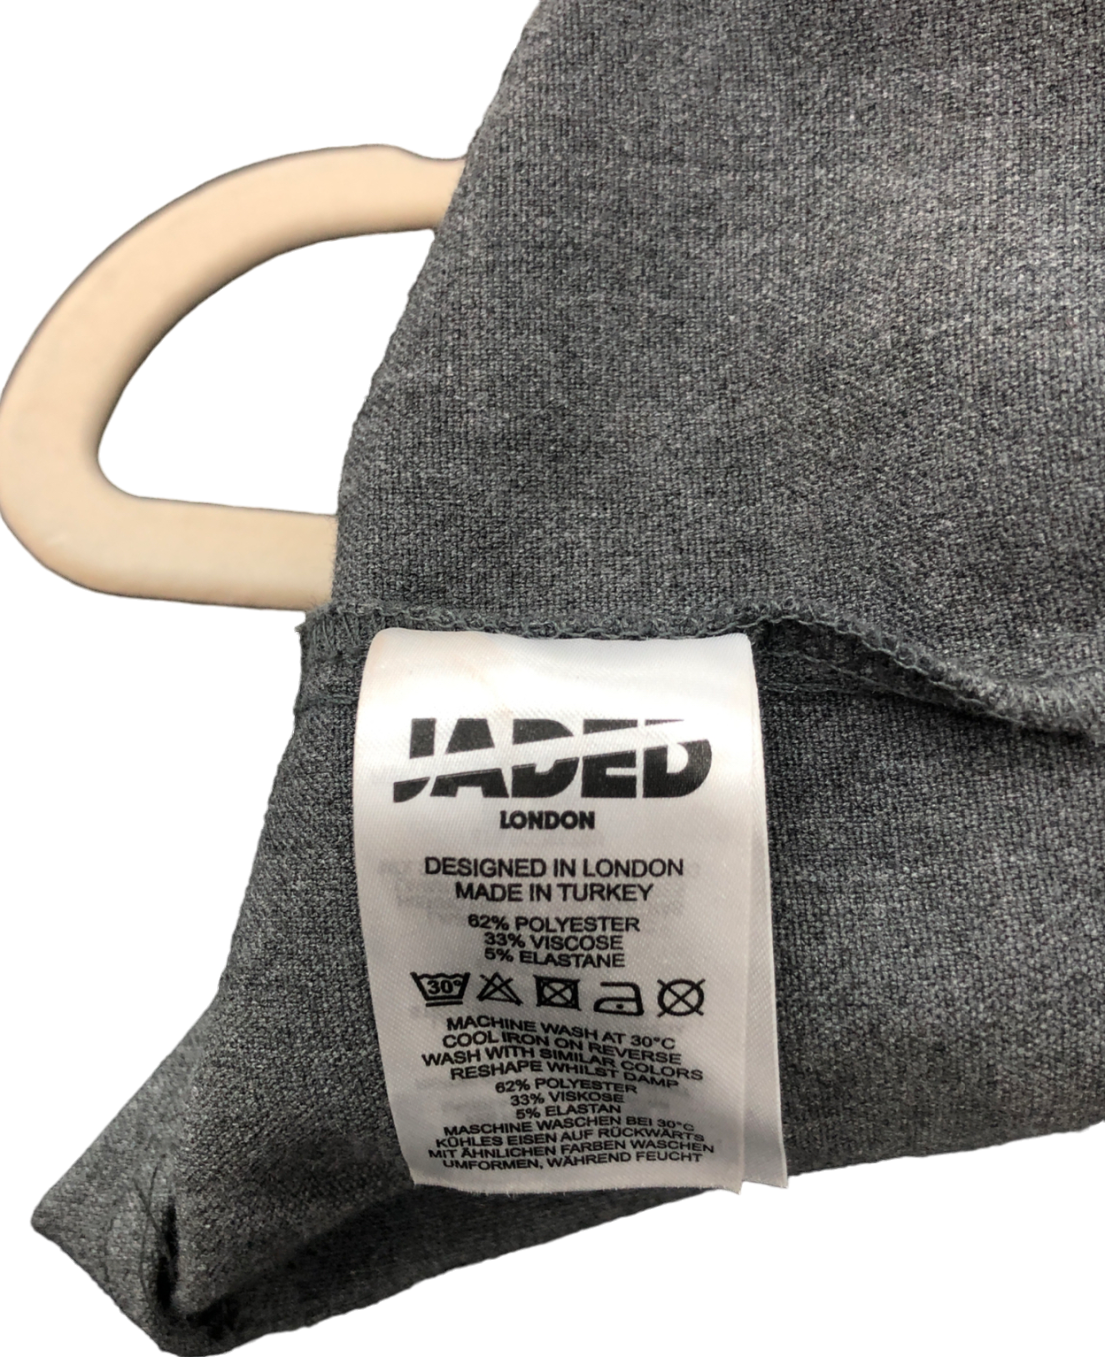 JADED
LONDON
DESIGNED IN LONDON
MADE IN TURKEY
62% POLYESTER
33% VISCOSE
5% ELASTANE
30°
MACHINE WASH AT 30°C
COOL IRON ON REVERSE
WASH WITH SIMILAR COLORS
RESHAPE WHILST DAMP
62% POLYESTER
33% VISKOSE
5% ELASTAN
MASCHINE WASCHEN BEI 30°C
KÜHLES EISEN AUF RÜCKWÄRTS
MIT ÄHNLICHEN FARBEN WASCHEN
UMFORMEN, WÄHREND FEUCHT